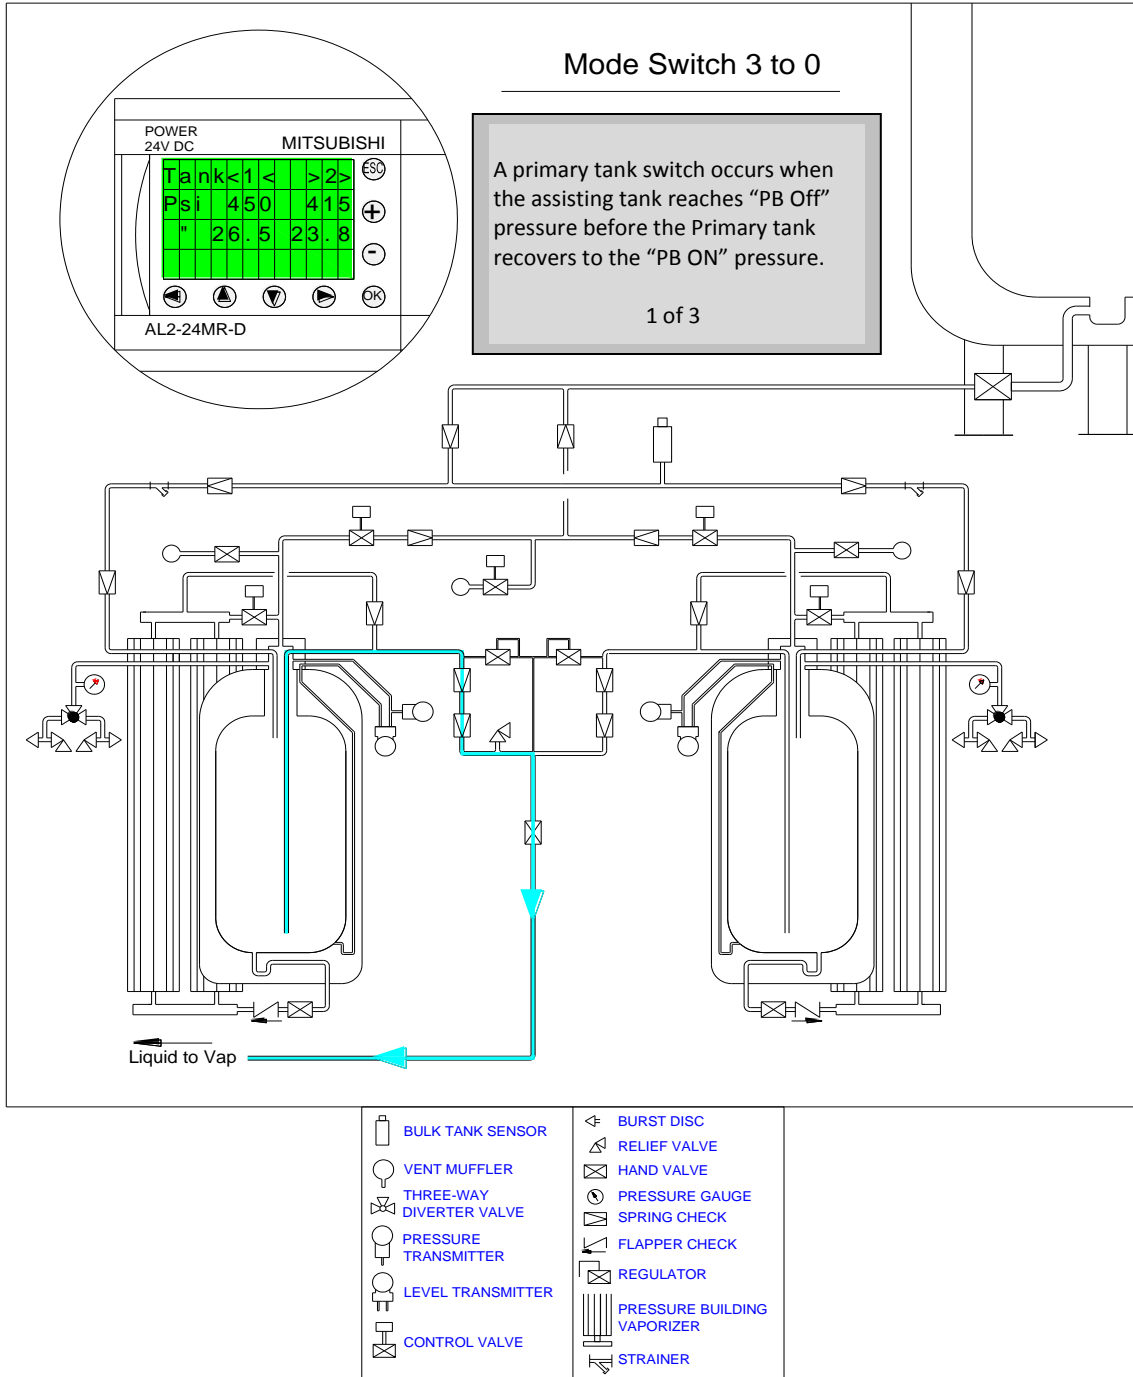 Mode Switch 3 to 0
POWER
24V DC
MITSUBISHI
Tank<1< >2>
Psi 450 415
" 26.5 23.8
ESC
+
-
OK
AL2-24MR-D
A primary tank switch occurs when
the assisting tank reaches “PB Off”
pressure before the Primary tank
recovers to the “PB ON” pressure.
1 of 3
Liquid to Vap
BULK TANK SENSOR
VENT MUFFLER
THREE-WAY
DIVERTER VALVE
PRESSURE
TRANSMITTER
LEVEL TRANSMITTER
CONTROL VALVE
BURST DISC
RELIEF VALVE
HAND VALVE
PRESSURE GAUGE
SPRING CHECK
FLAPPER CHECK
REGULATOR
PRESSURE BUILDING
VAPORIZER
STRAINER